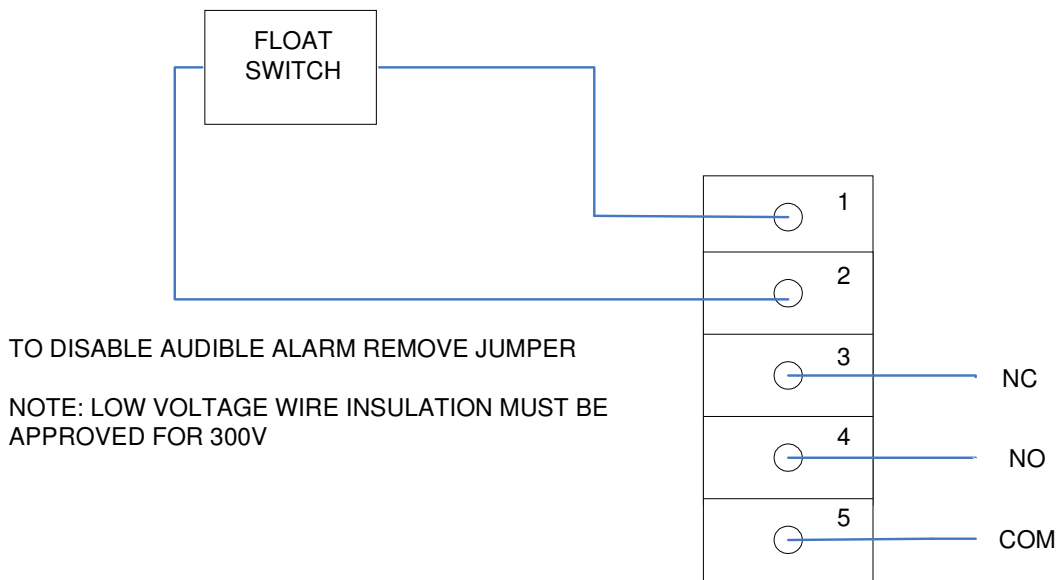 FLOAT
SWITCH
1
2
TO DISABLE AUDIBLE ALARM REMOVE JUMPER
3
NC
NOTE: LOW VOLTAGE WIRE INSULATION MUST BE
APPROVED FOR 300V
4
NO
5
COM